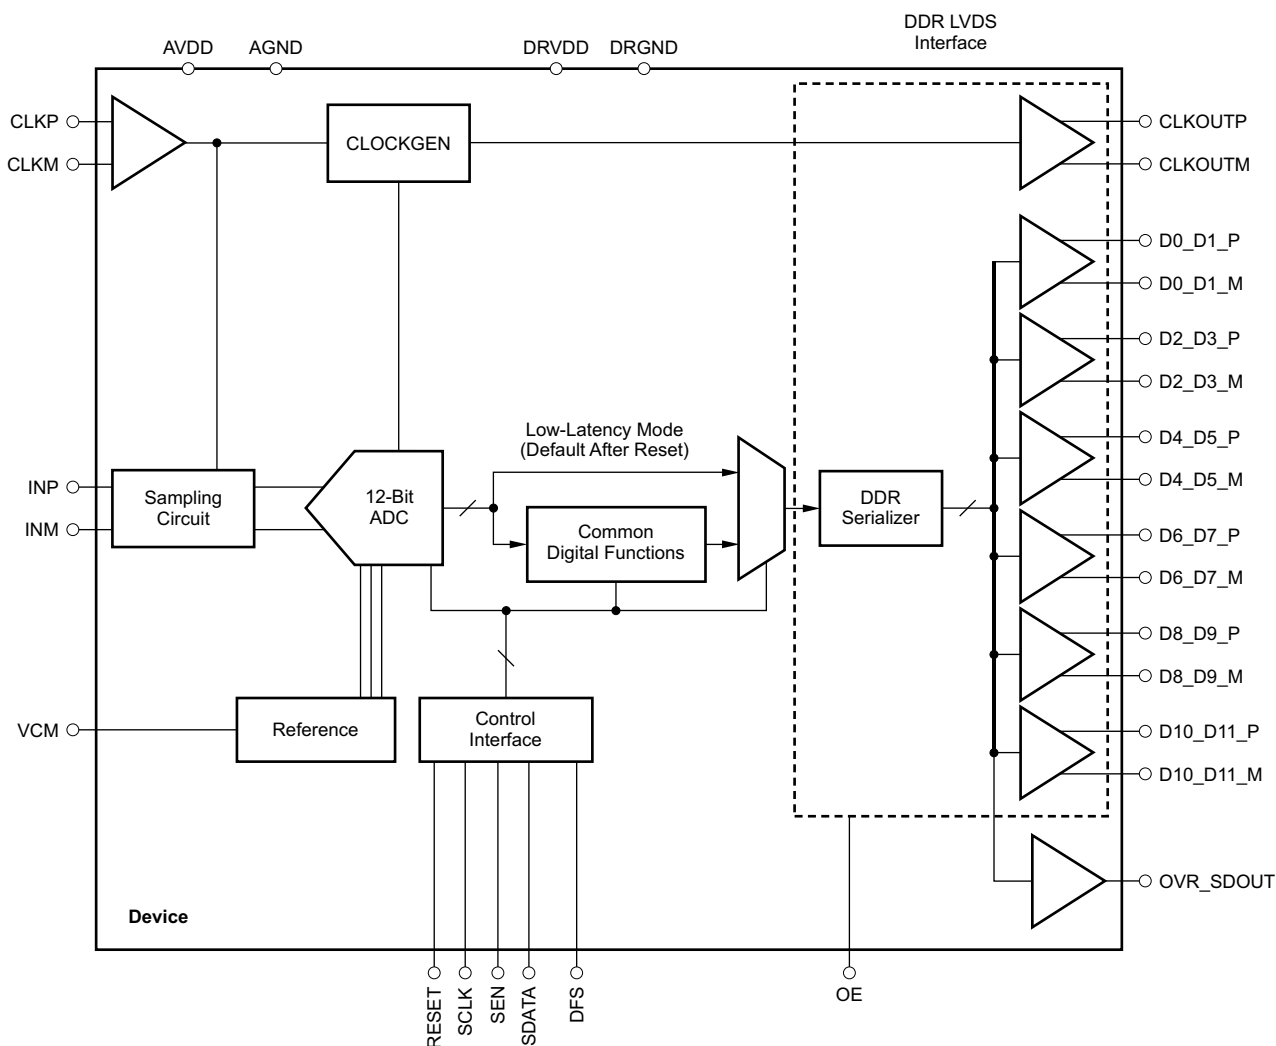 DDR LVDS
Interface
AVDD
AGND
DRVDD
DRGND
CLKP
CLKM
CLOCKGEN
CLKOUTP
CLKOUTM
D0_D1_P
D0_D1_M
D2_D3_P
D2_D3_M
Low-Latency Mode
(Default After Reset)
D4_D5_P
D4_D5_M
INP
INM
Sampling
Circuit
12-Bit
ADC
Common
Digital Functions
DDR
Serializer
D6_D7_P
D6_D7_M
D8_D9_P
D8_D9_M
VCM
Reference
Control
Interface
D10_D11_P
D10_D11_M
OVR_SDOUT
Device
RESET
SCLK
SEN
SDATA
DFS
OE